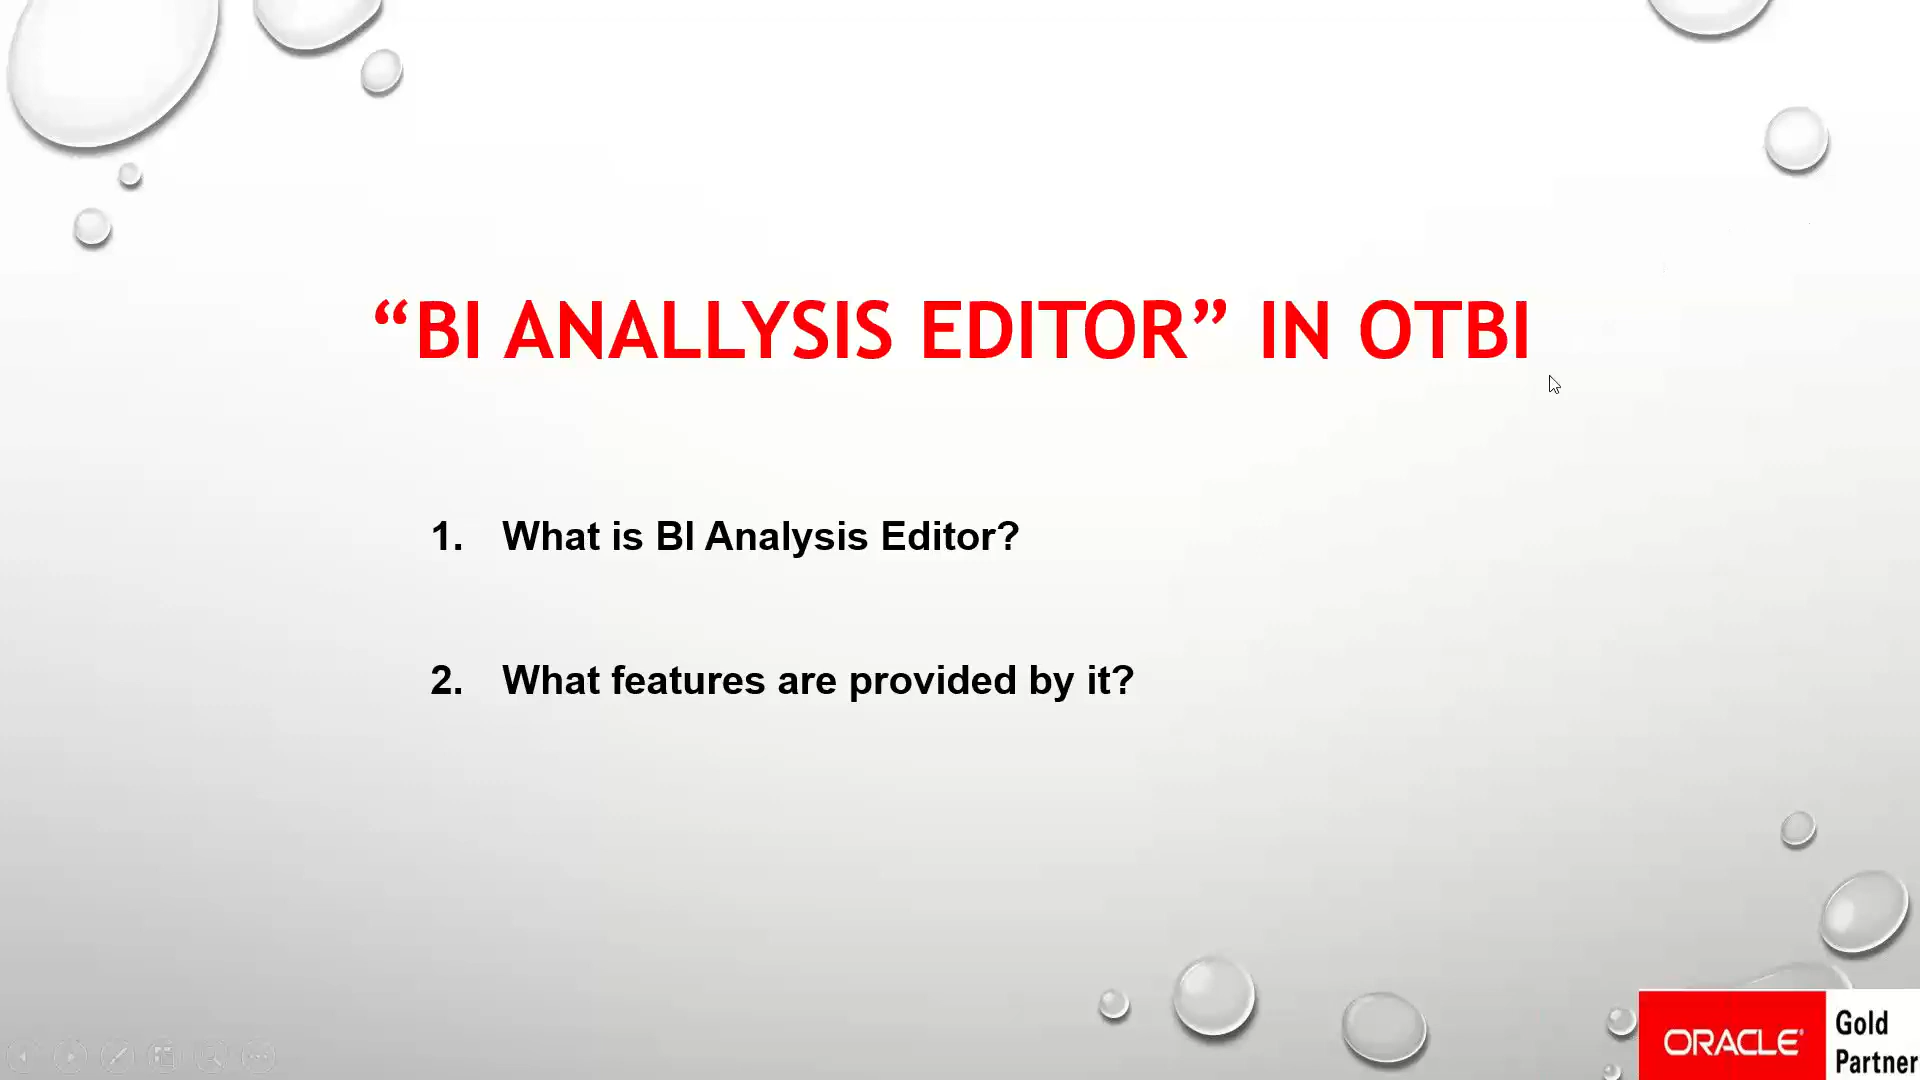 “BI ANALLYSIS EDITOR” IN OTBI
1. What is BI Analysis Editor?
2. What features are provided by it?
ORACLE®
Gold
Partner